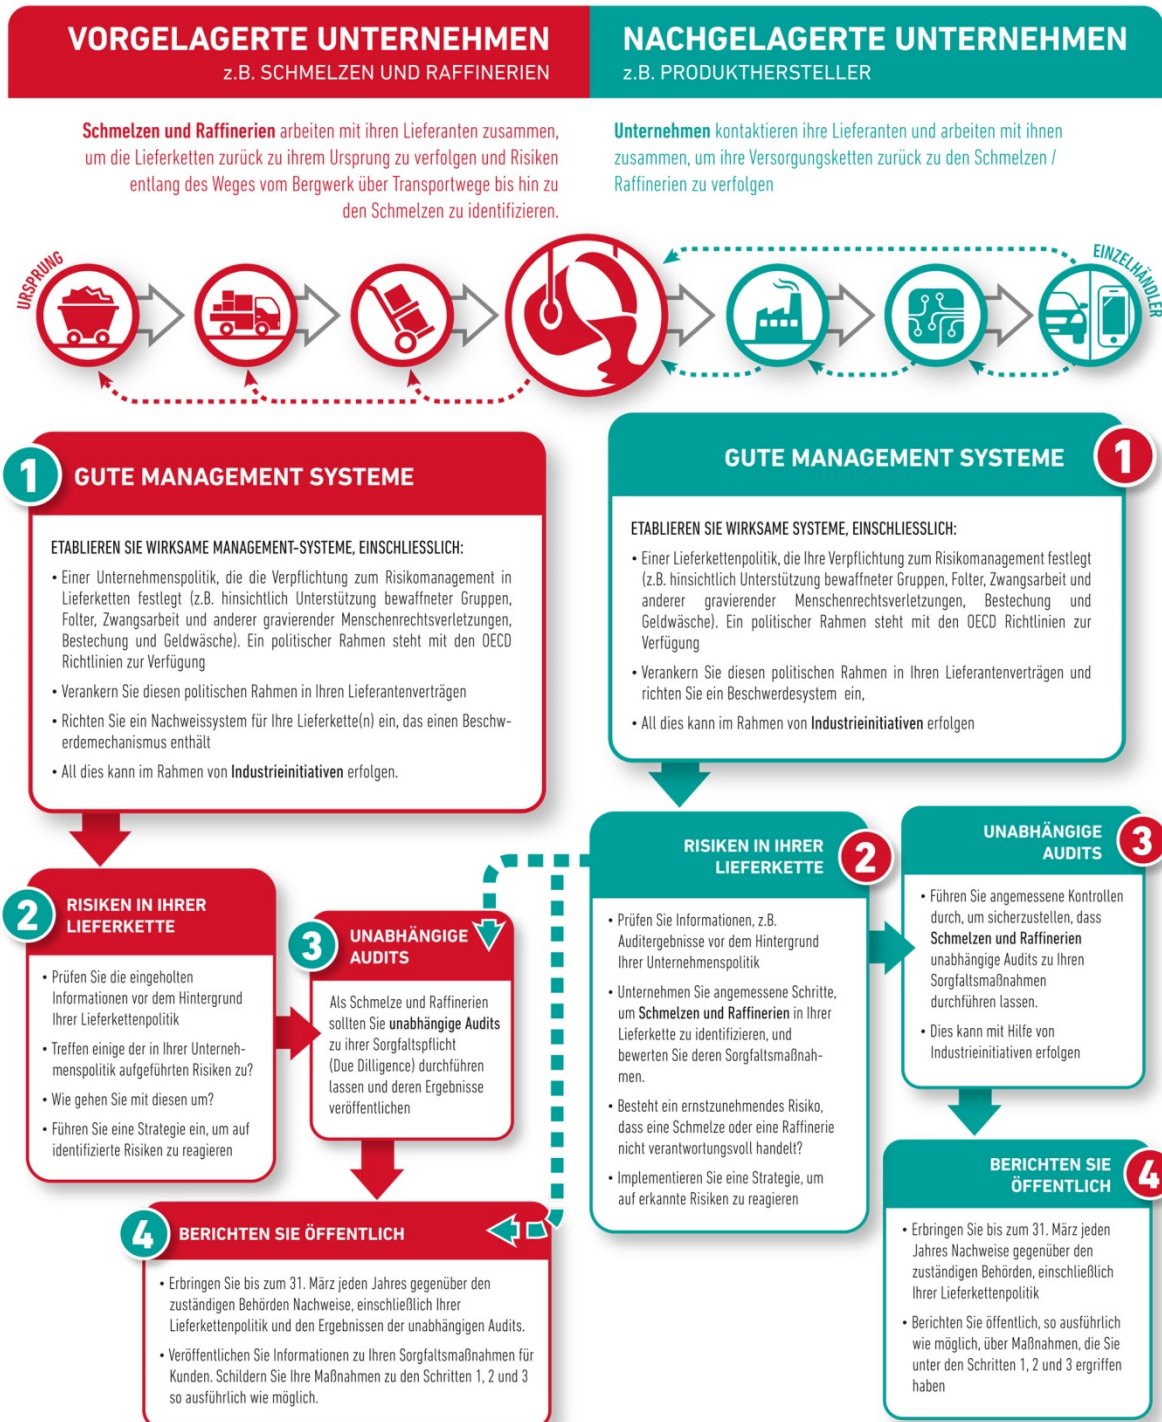 VORGELAGERTE UNTERNEHMEN
z.B. SCHMELZEN UND RAFFINERIEN
NACHGELAGERTE UNTERNEHMEN
z.B. PRODUKTHERSTELLER
Schmelzen und Raffinerien arbeiten mit ihren Lieferanten zusammen,
um die Lieferketten zurück zu ihrem Ursprung zu verfolgen und Risiken
entlang des Weges vom Bergwerk über Transportwege bis hin zu
den Schmelzen zu identifizieren.
Unternehmen kontaktieren ihre Lieferanten und arbeiten mit ihnen
zusammen, um ihre Versorgungsketten zurück zu den Schmelzen /
Raffinerien zu verfolgen
URSPRUNG
EINZELHÄNDLER
1
GUTE MANAGEMENT SYSTEME
ETABLIEREN SIE WIRKSAME MANAGEMENT-SYSTEME, EINSCHLIESSLICH:
• Einer Unternehmenspolitik, die die Verpflichtung zum Risikomanagement in
Lieferketten festlegt (z.B. hinsichtlich Unterstützung bewaffneter Gruppen,
Folter, Zwangsarbeit und anderer gravierender Menschenrechtsverletzungen,
Bestechung und Geldwäsche). Ein politischer Rahmen steht mit den OECD
Richtlinien zur Verfügung
• Verankern Sie diesen politischen Rahmen in Ihren Lieferantenverträgen
• Richten Sie ein Nachweissystem für Ihre Lieferkette(n) ein, das einen Beschw-
erdemechanismus enthält
• All dies kann im Rahmen von Industrieinitiativen erfolgen.
GUTE MANAGEMENT SYSTEME
1
ETABLIEREN SIE WIRKSAME SYSTEME, EINSCHLIESSLICH:
• Einer Lieferkettenpolitik, die Ihre Verpflichtung zum Risikomanagement festlegt
(z.B. hinsichtlich Unterstützung bewaffneter Gruppen, Folter, Zwangsarbeit und
anderer gravierender Menschenrechtsverletzungen, Bestechung und
Geldwäsche). Ein politischer Rahmen steht mit den OECD Richtlinien zur
Verfügung
• Verankern Sie diesen politischen Rahmen in Ihren Lieferantenverträgen und
richten Sie ein Beschwerdesystem ein,
• All dies kann im Rahmen von Industrieinitiativen erfolgen
2
RISIKEN IN IHRER
LIEFERKETTE
• Prüfen Sie die eingeholten
Informationen vor dem Hintergrund
Ihrer Lieferkettenpolitik
• Treffen einige der in Ihrer Unterneh-
menspolitik aufgeführten Risiken zu?
• Wie gehen Sie mit diesen um?
• Führen Sie eine Strategie ein, um auf
identifizierte Risiken zu reagieren
3
UNABHÄNGIGE
AUDITS
Als Schmelze und Raffinerien
sollten Sie unabhängige Audits
zu ihrer Sorgfaltspflicht
(Due Dilligence) durchführen
lassen und deren Ergebnisse
veröffentlichen
4
BERICHTEN SIE ÖFFENTLICH
• Erbringen Sie bis zum 31. März jeden Jahres gegenüber den
zuständigen Behörden Nachweise, einschließlich Ihrer
Lieferkettenpolitik und den Ergebnissen der unabhängigen Audits.
• Veröffentlichen Sie Informationen zu Ihren Sorgfaltsmaßnahmen für
Kunden. Schildern Sie Ihre Maßnahmen zu den Schritten 1, 2 und 3
so ausführlich wie möglich.
RISIKEN IN IHRER
LIEFERKETTE
2
• Prüfen Sie Informationen, z.B.
Auditergebnisse vor dem Hintergrund
Ihrer Unternehmenspolitik
• Unternehmen Sie angemessene Schritte,
um Schmelzen und Raffinerien in Ihrer
Lieferkette zu identifizieren, und
bewerten Sie deren Sorgfaltsmaßnah-
men.
• Besteht ein ernstzunehmendes Risiko,
dass eine Schmelze oder eine Raffinerie
nicht verantwortungsvoll handelt?
• Implementieren Sie eine Strategie, um
auf erkannte Risiken zu reagieren
UNABHÄNGIGE
AUDITS
3
• Führen Sie angemessene Kontrollen
durch, um sicherzustellen, dass
Schmelzen und Raffinerien
unabhängige Audits zu Ihren
Sorgfaltsmaßnahmen
durchführen lassen.
• Dies kann mit Hilfe von
Industrieinitiativen erfolgen
BERICHTEN SIE
ÖFFENTLICH
4
• Erbringen Sie bis zum 31. März jeden
Jahres Nachweise gegenüber den
zuständigen Behörden, einschließlich
Ihrer Lieferkettenpolitik
• Berichten Sie öffentlich, so ausführlich
wie möglich, über Maßnahmen, die Sie
unter den Schritten 1, 2 und 3 ergriffen
haben